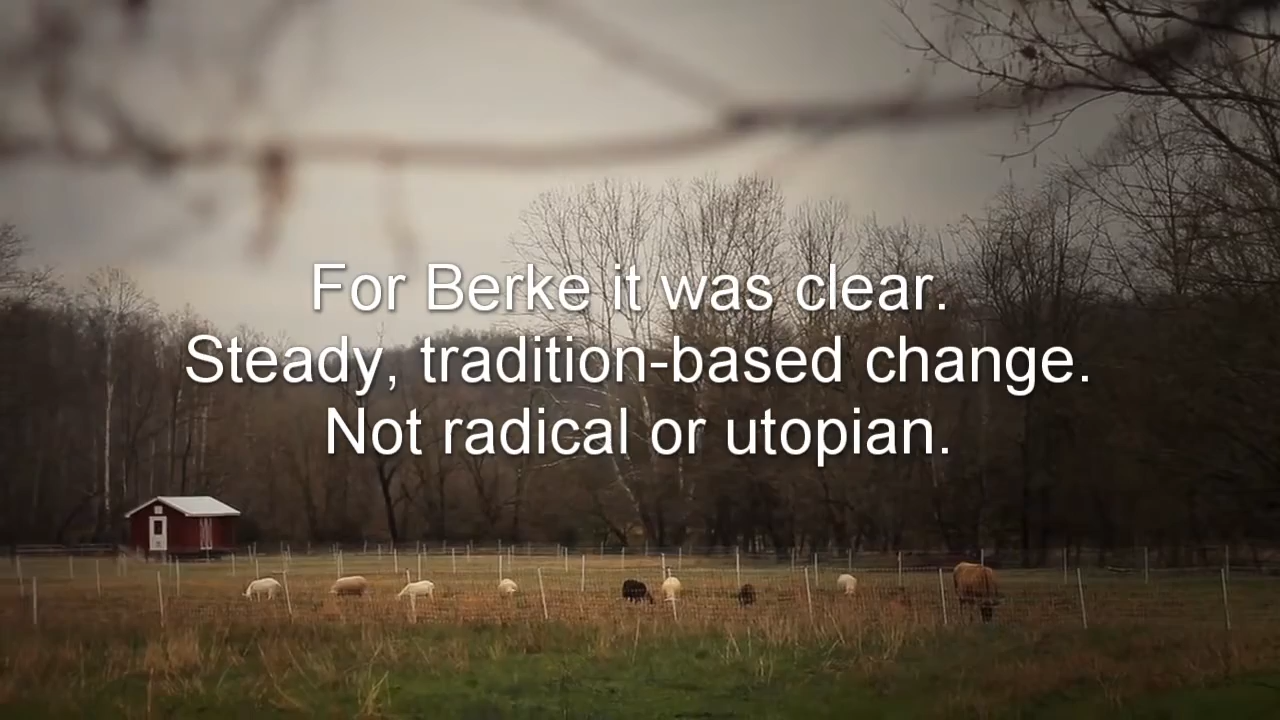 For Berke it was clear.
Steady, tradition-based change.
Not radical or utopian.